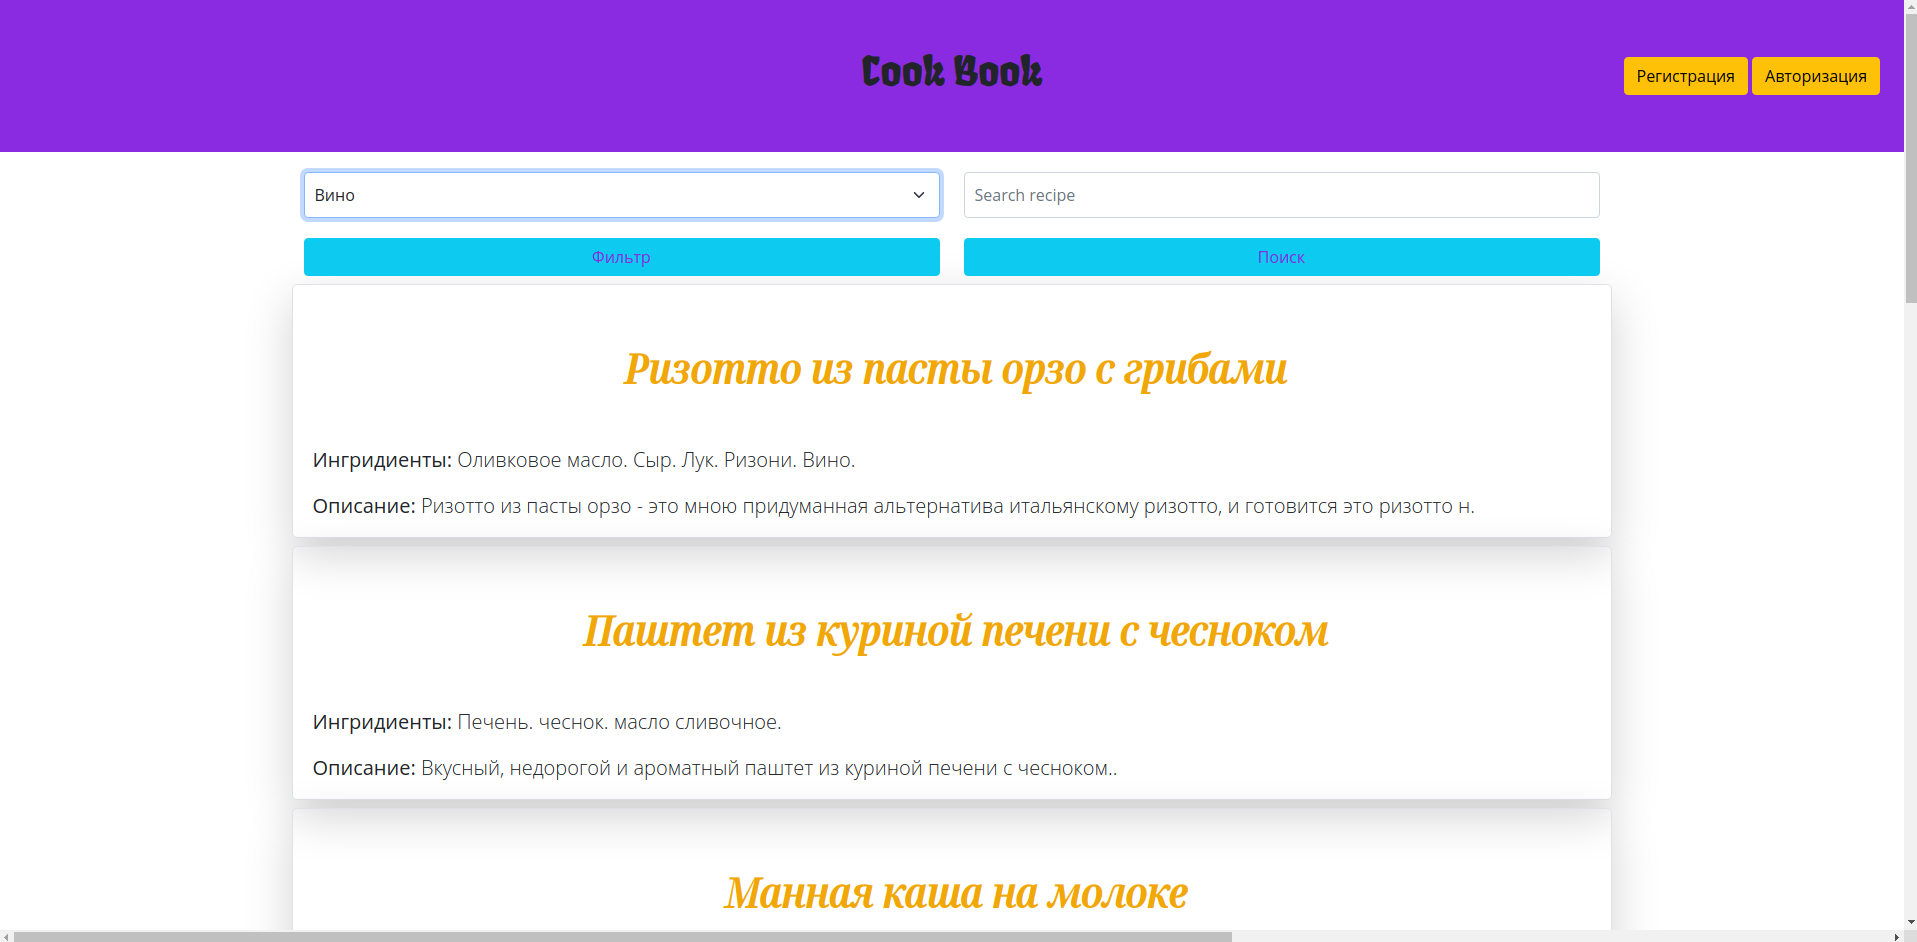 Cook Book
Регистрация Авторизация
Вино
Search recipe
Фильтр
Поиск
Ризотто из пасты орзо с грибами
Ингридиенты: Оливковое масло. Сыр. Лук. Ризони. Вино.
Описание: Ризотто из пасты орзо - это мною придуманная альтернатива итальянскому ризотто, и готовится это ризотто н.
Паштет из куриной печени с чесноком
Ингридиенты: Печень. чеснок. масло сливочное.
Описание: Вкусный, недорогой и ароматный паштет из куриной печени с чесноком..
Манная каша на молоке